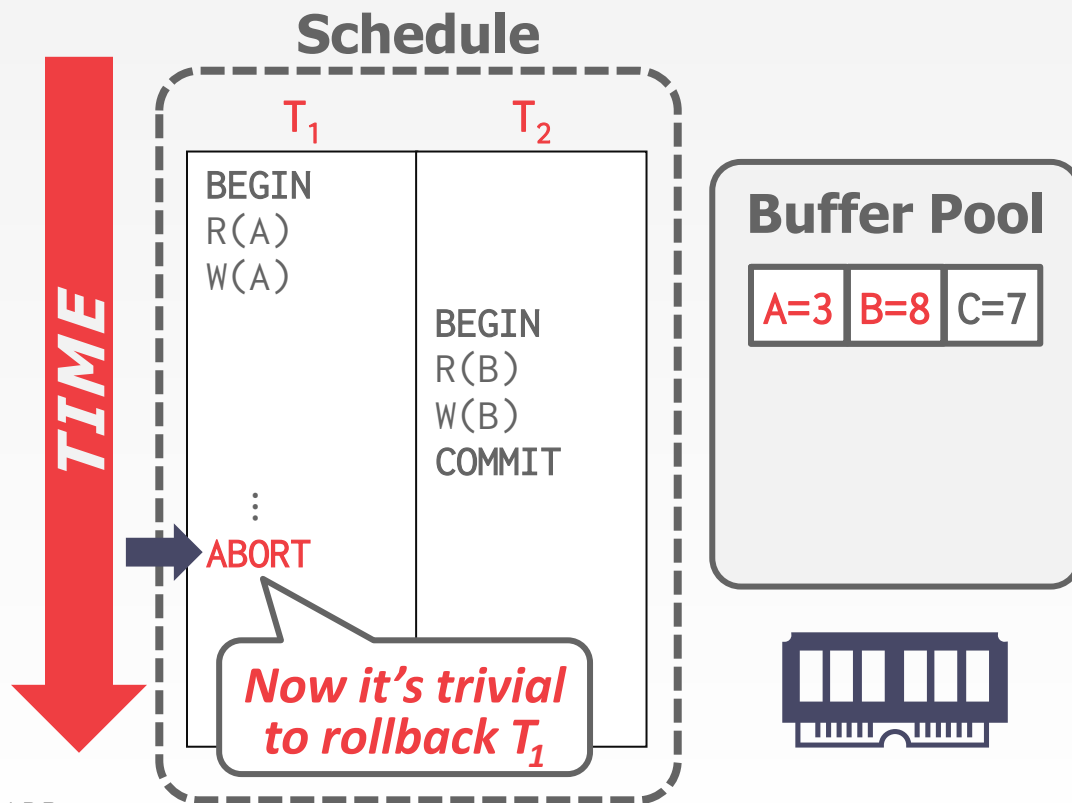 Schedule
TIME
T₁
T₂
BEGIN
R(A)
W(A)
⋮
ABORT
BEGIN
R(B)
W(B)
COMMIT
Now it's trivial
to rollback T₁
Buffer Pool
A=3
B=8
C=7